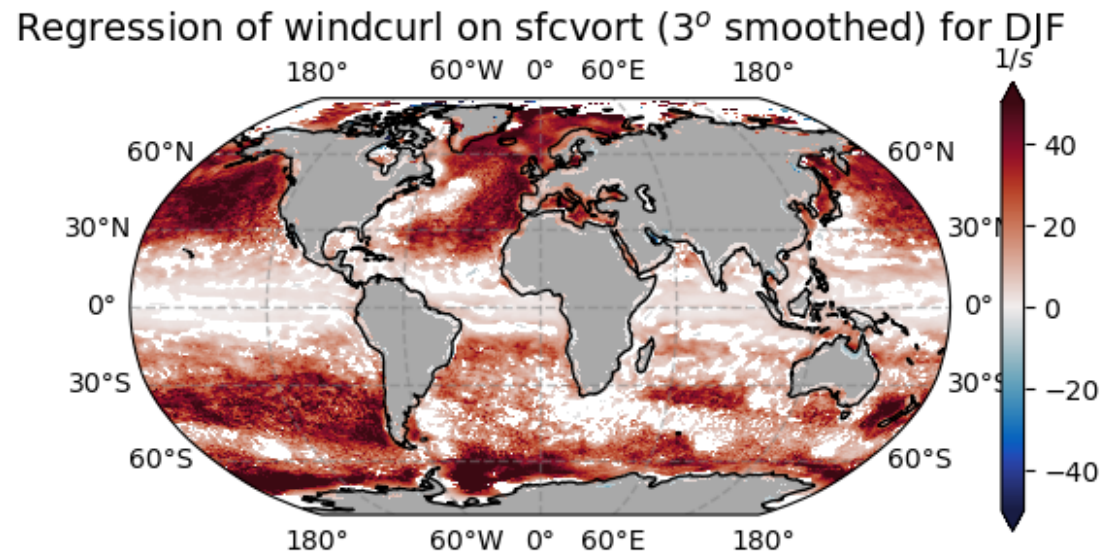 Regression of windcurl on sfcvort (3° smoothed) for DJF
1/s
180° 60°W 0° 60°E 180°
60°N 60°N
40
30°N 30°N
20
0° 0° 0
30°S 30°S
−20
60°S 60°S
−40
180° 60°W 0° 60°E 180°